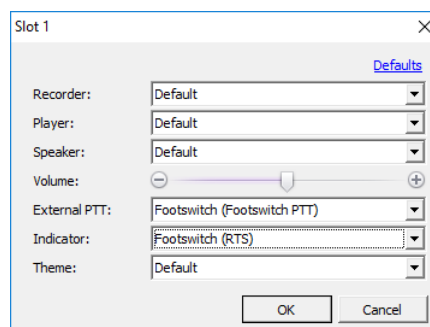 Slot 1
Defaults
Recorder: Default
Player: Default
Speaker: Default
Volume:
External PTT: Footswitch (Footswitch PTT)
Indicator: Footswitch (RTS)
Theme: Default
OK Cancel